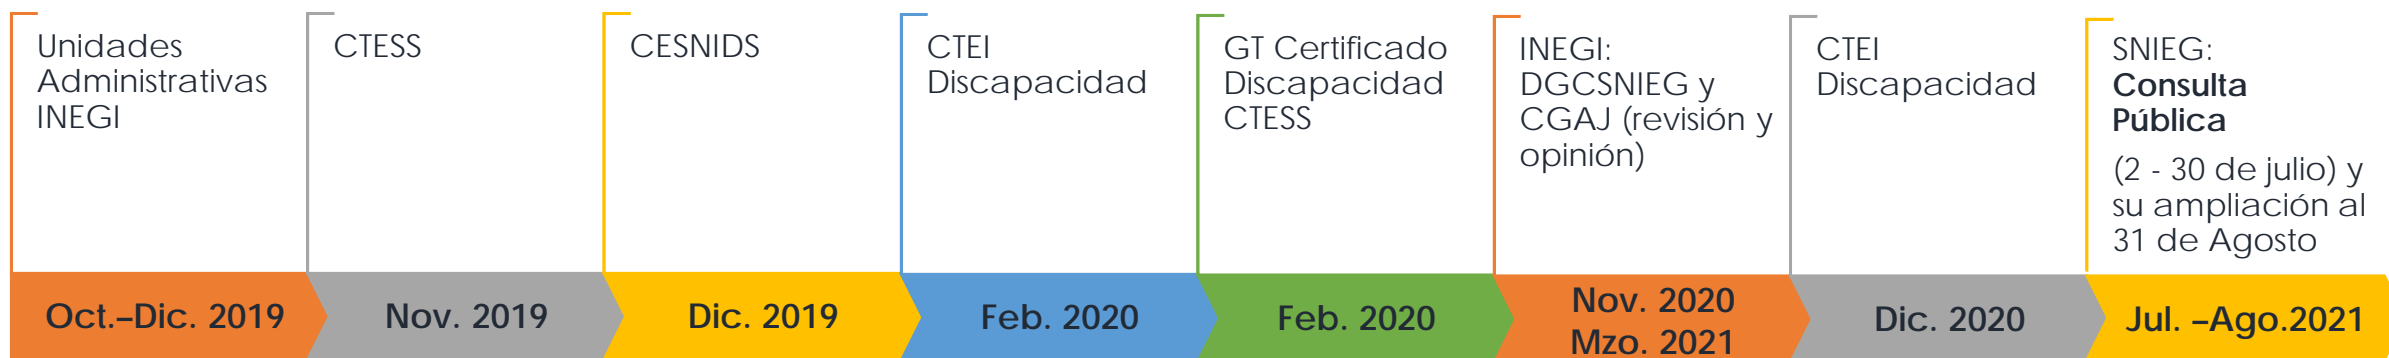 Unidades
Administrativas
INEGI
CTESS
CESNIDS
CTEI
Discapacidad
GT Certificado
Discapacidad
CTESS
INEGI:
DGCSNIEG y
CGAJ (revisión y
opinión)
CTEI
Discapacidad
SNIEG:
Consulta
Pública
(2 - 30 de julio) y
su ampliación al
31 de Agosto
Oct.–Dic. 2019
Nov. 2019
Dic. 2019
Feb. 2020
Feb. 2020
Nov. 2020
Mzo. 2021
Dic. 2020
Jul. –Ago.2021